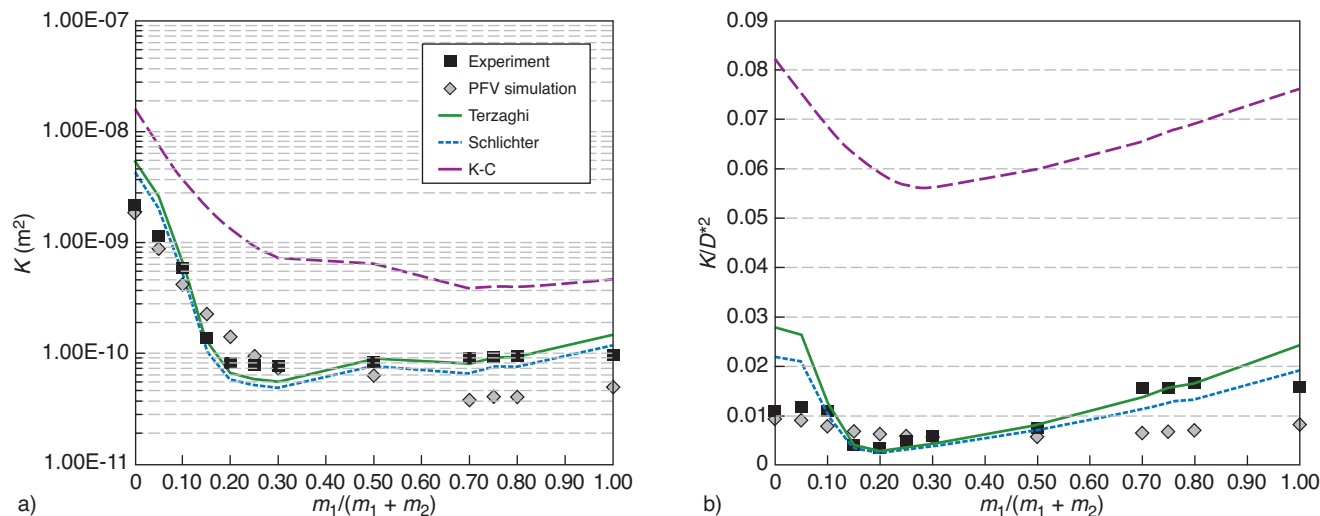 1.00E-07
1.00E-08
1.00E-09
1.00E-10
1.00E-11
K (m²)
0.00 0.10 0.20 0.30 0.40 0.50 0.60 0.70 0.80 0.90 1.00
m₁/(m₁ + m₂)
a)
Experiment
PFV simulation
Terzaghi
Schlichter
K-C
0.09
0.08
0.07
0.06
0.05
0.04
0.03
0.02
0.01
0
K/D*²
0.00 0.10 0.20 0.30 0.40 0.50 0.60 0.70 0.80 0.90 1.00
m₁/(m₁ + m₂)
b)